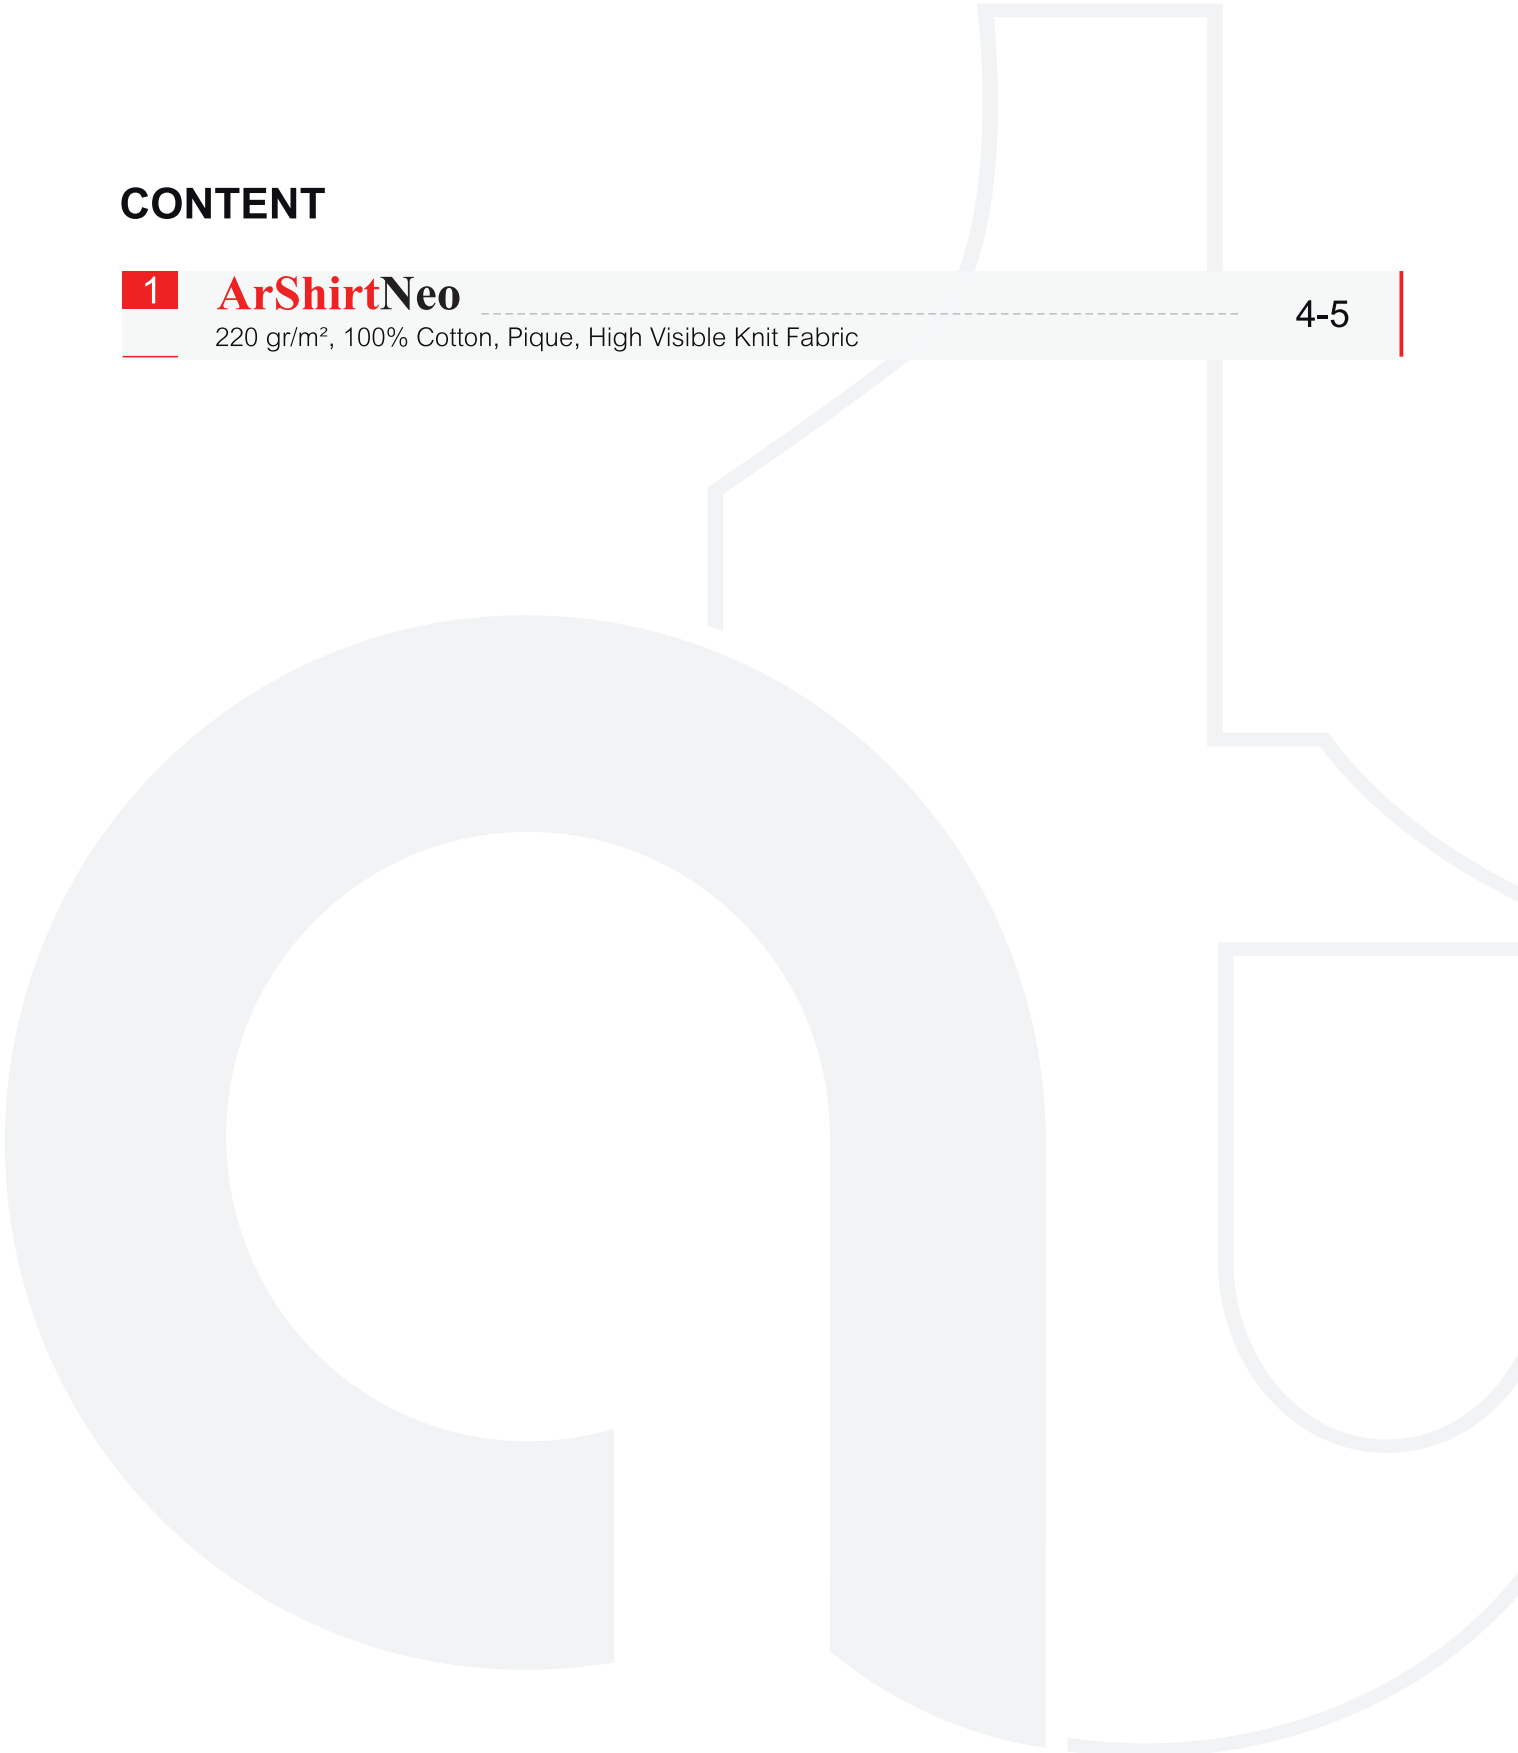 CONTENT
1
ArShirtNeo
220 gr/m², 100% Cotton, Pique, High Visible Knit Fabric
4-5